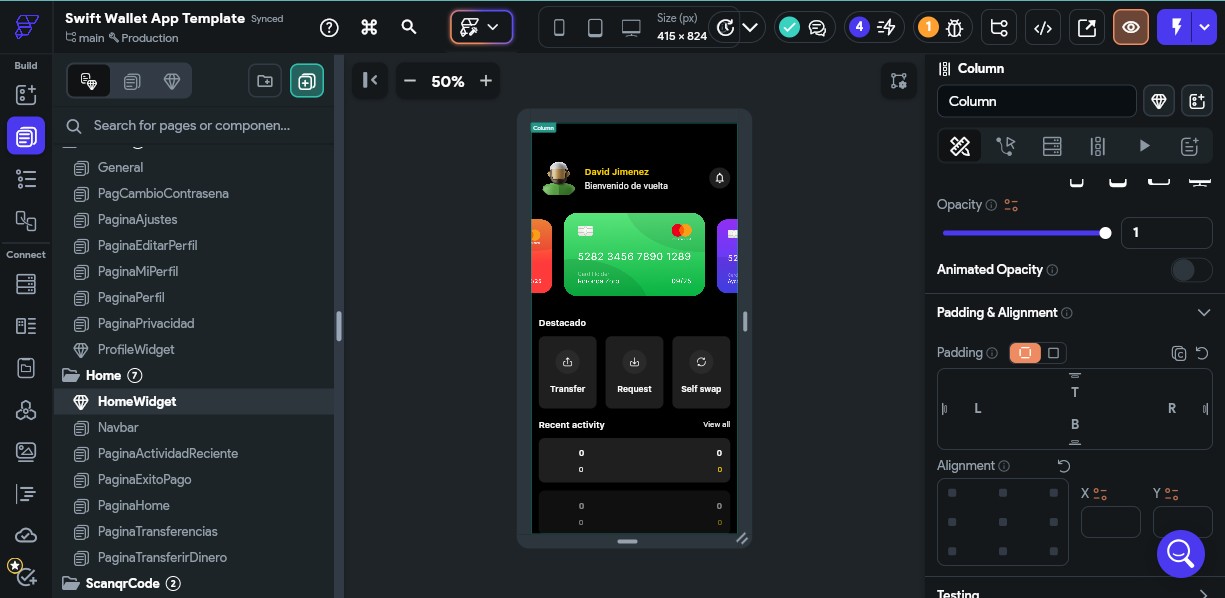 Swift Wallet App Template Synced
main Production
Size (px)
415 × 824
4
1
Build
Connect
Search for pages or componen...
General
PagCambioContrasena
PaginaAjustes
PaginaEditarPerfil
PaginaMiPerfil
PaginaPerfil
PaginaPrivacidad
ProfileWidget
Home 7
HomeWidget
Navbar
PaginaActividadReciente
PaginaExitoPago
PaginaHome
PaginaTransferencias
PaginaTransferirDinero
ScanqrCode 2
50%
Column
David Jimenez
Bienvenido de vuelta
5282 3456 7890 1289
09/25
Destacado
Transfer Request Self swap
Recent activity View all
0 0
0 0
0 0
0 0
Column
Column
Opacity
1
Animated Opacity
Padding & Alignment
Padding
T
L R
B
Alignment
X Y
Testing